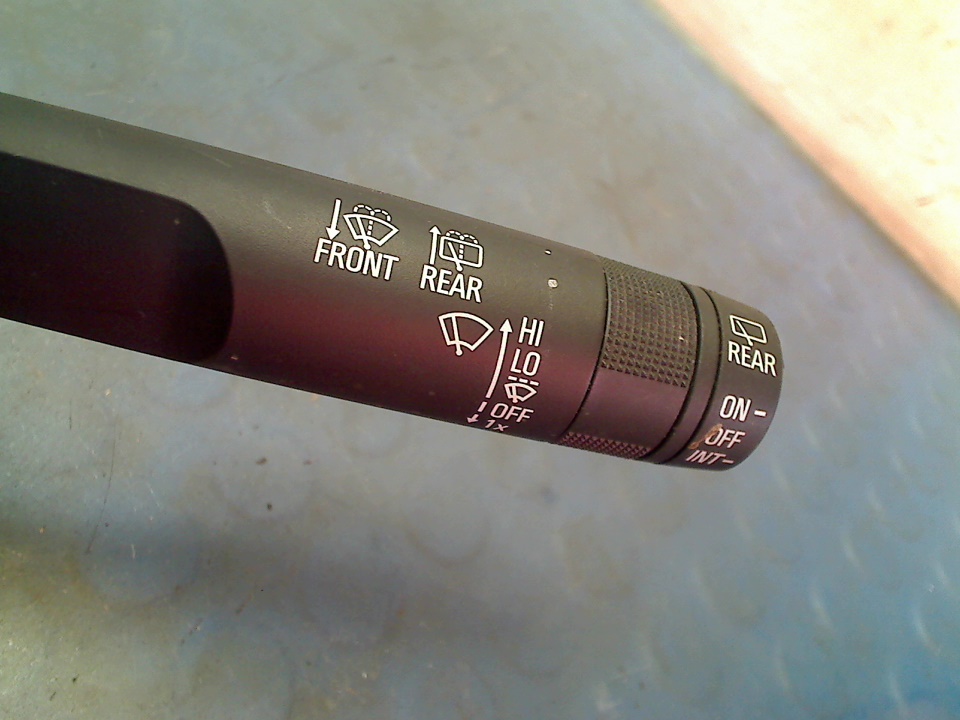 FRONT
REAR
HI
LO
OFF
1x
REAR
ON -
OFF
INT -